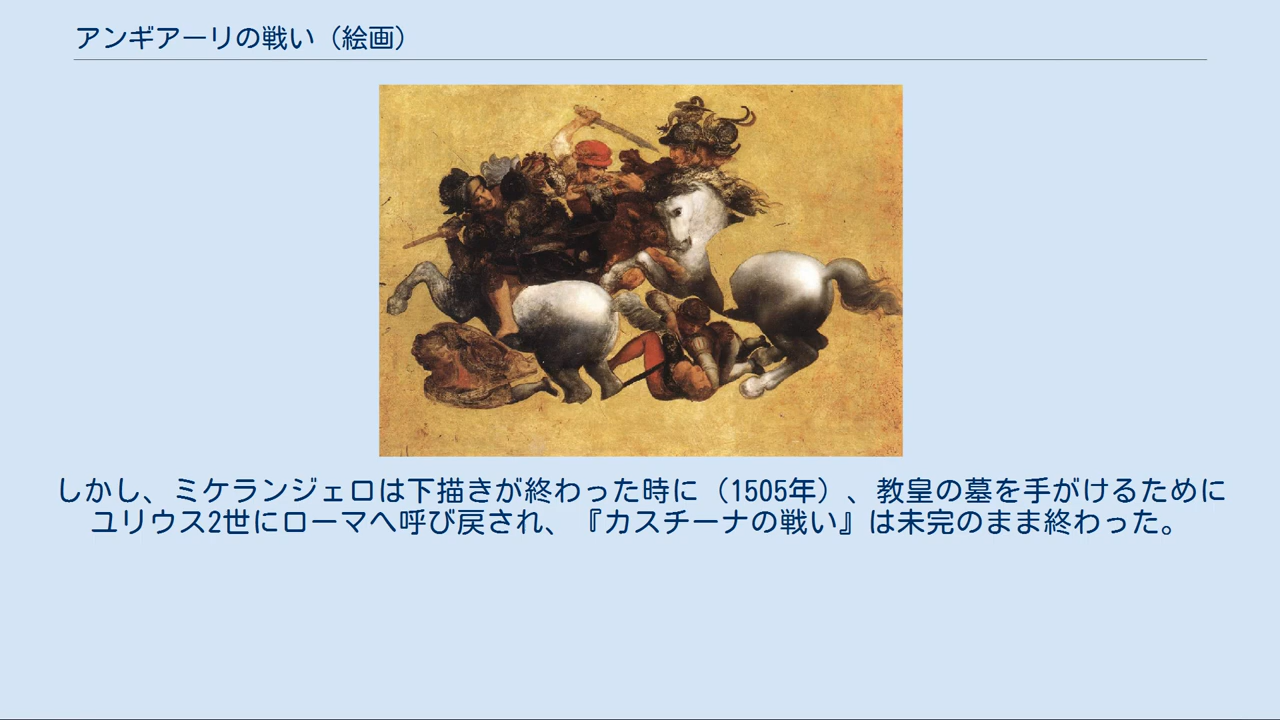 アンギアーリの戦い（絵画）
しかし、ミケランジェロは下描きが終わった時に（1505年）、教皇の墓を手がけるために
ユリウス2世にローマへ呼び戻され、『カスチーナの戦い』は未完のまま終わった。